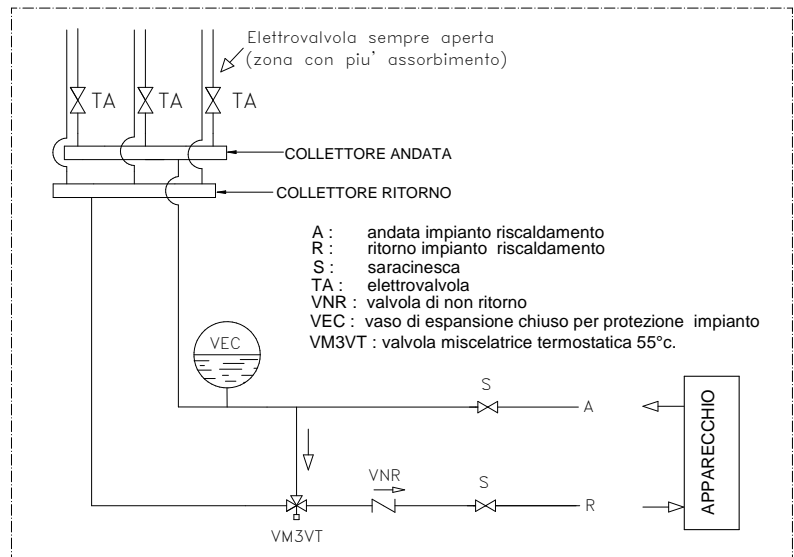 Elettrovalvola sempre aperta
(zona con piu' assorbimento)
TA
TA
TA
COLLETTORE ANDATA
COLLETTORE RITORNO
A : andata impianto riscaldamento
R : ritorno impianto riscaldamento
S : saracinesca
TA : elettrovalvola
VNR : valvola di non ritorno
VEC : vaso di espansione chiuso per protezione impianto
VM3VT : valvola miscelatrice termostatica 55°c.
VEC
S
A
APPARECCHIO
VNR
S
R
VM3VT